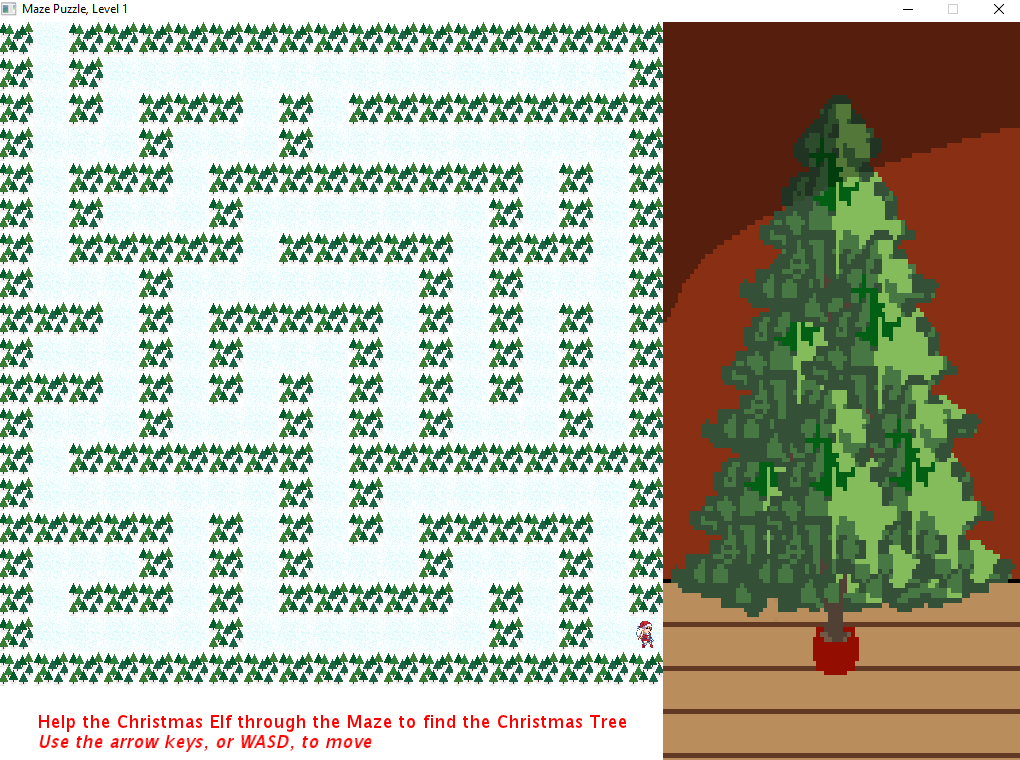 Maze Puzzle, Level 1
Help the Christmas Elf through the Maze to find the Christmas Tree
Use the arrow keys, or WASD, to move